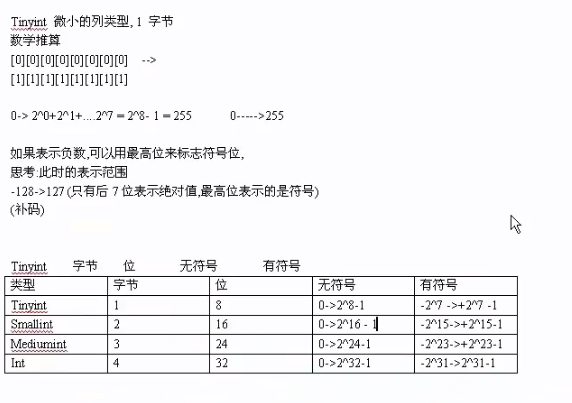 Tinyint 微小的列类型, 1 字节
数学推算
[0][0][0][0][0][0][0][0] -->
[1][1][1][1][1][1][1][1]
0-> 2^0+2^1+....2^7 = 2^8- 1 = 255 0----->255
如果表示负数,可以用最高位来标志符号位,
思考:此时的表示范围
-128->127 (只有后 7 位表示绝对值,最高位表示的是符号)
(补码)
Tinyint 字节 位 无符号 有符号
类型 字节 位 无符号 有符号
Tinyint 1 8 0->2^8-1 -2^7 ->+2^7 -1
Smallint 2 16 0->2^16 - 1 -2^15->+2^15-1
Mediumint 3 24 0->2^24-1 -2^23->+2^23-1
Int 4 32 0->2^32-1 -2^31->2^31-1